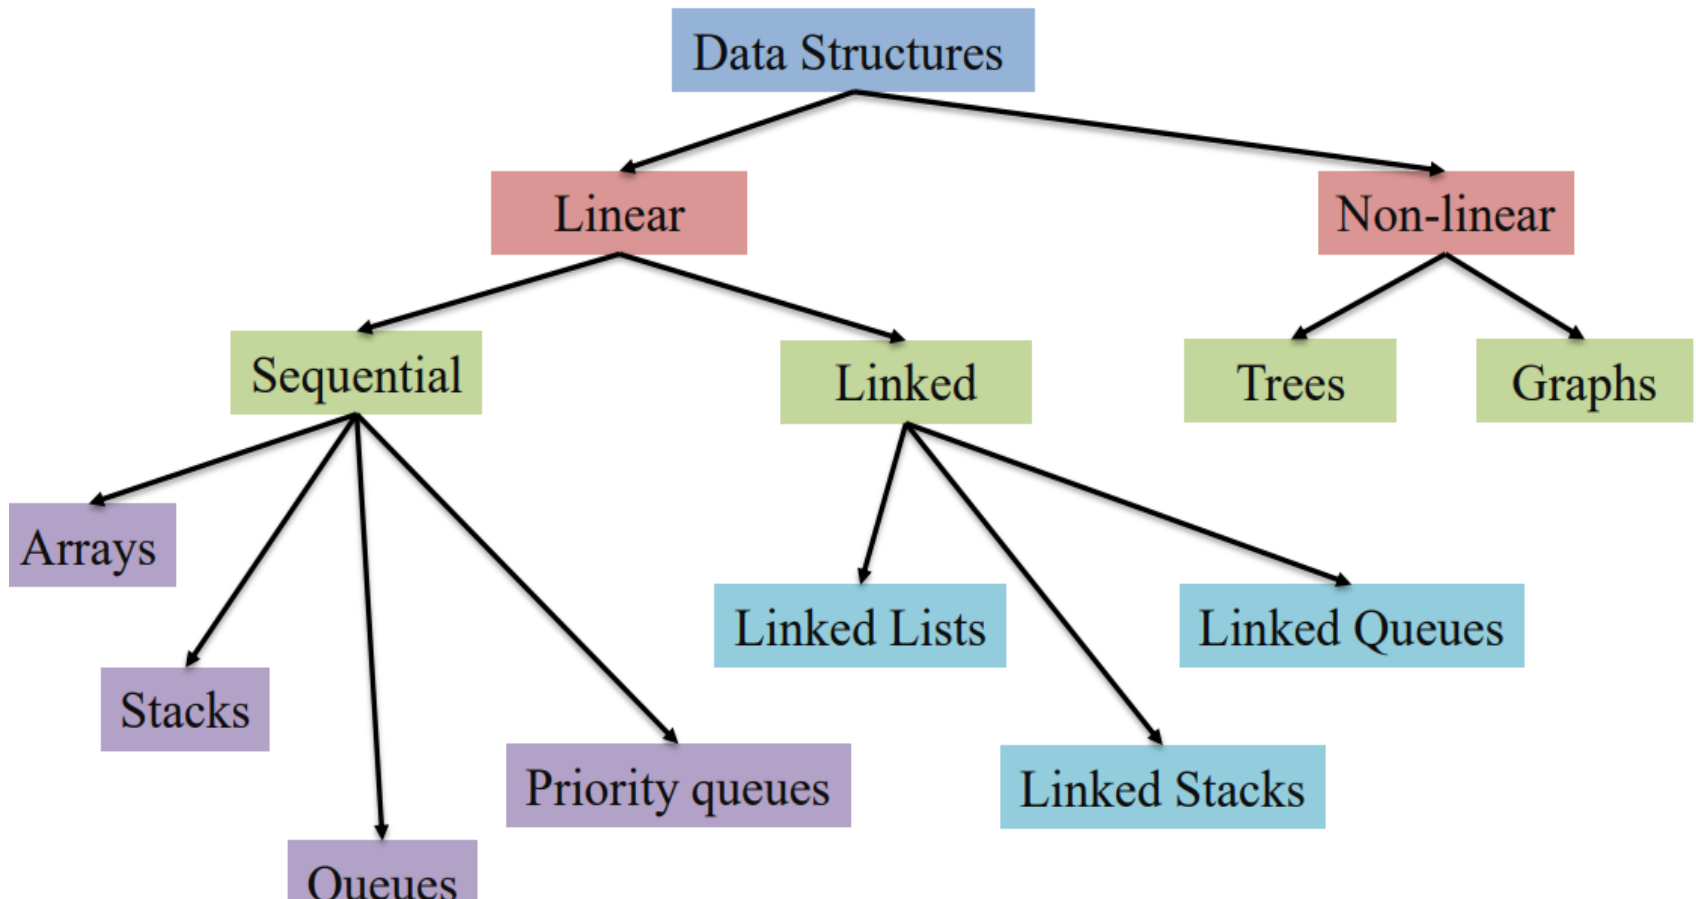 Data Structures
Linear
Non-linear
Sequential
Linked
Trees
Graphs
Arrays
Linked Lists
Linked Queues
Stacks
Priority queues
Linked Stacks
Queues